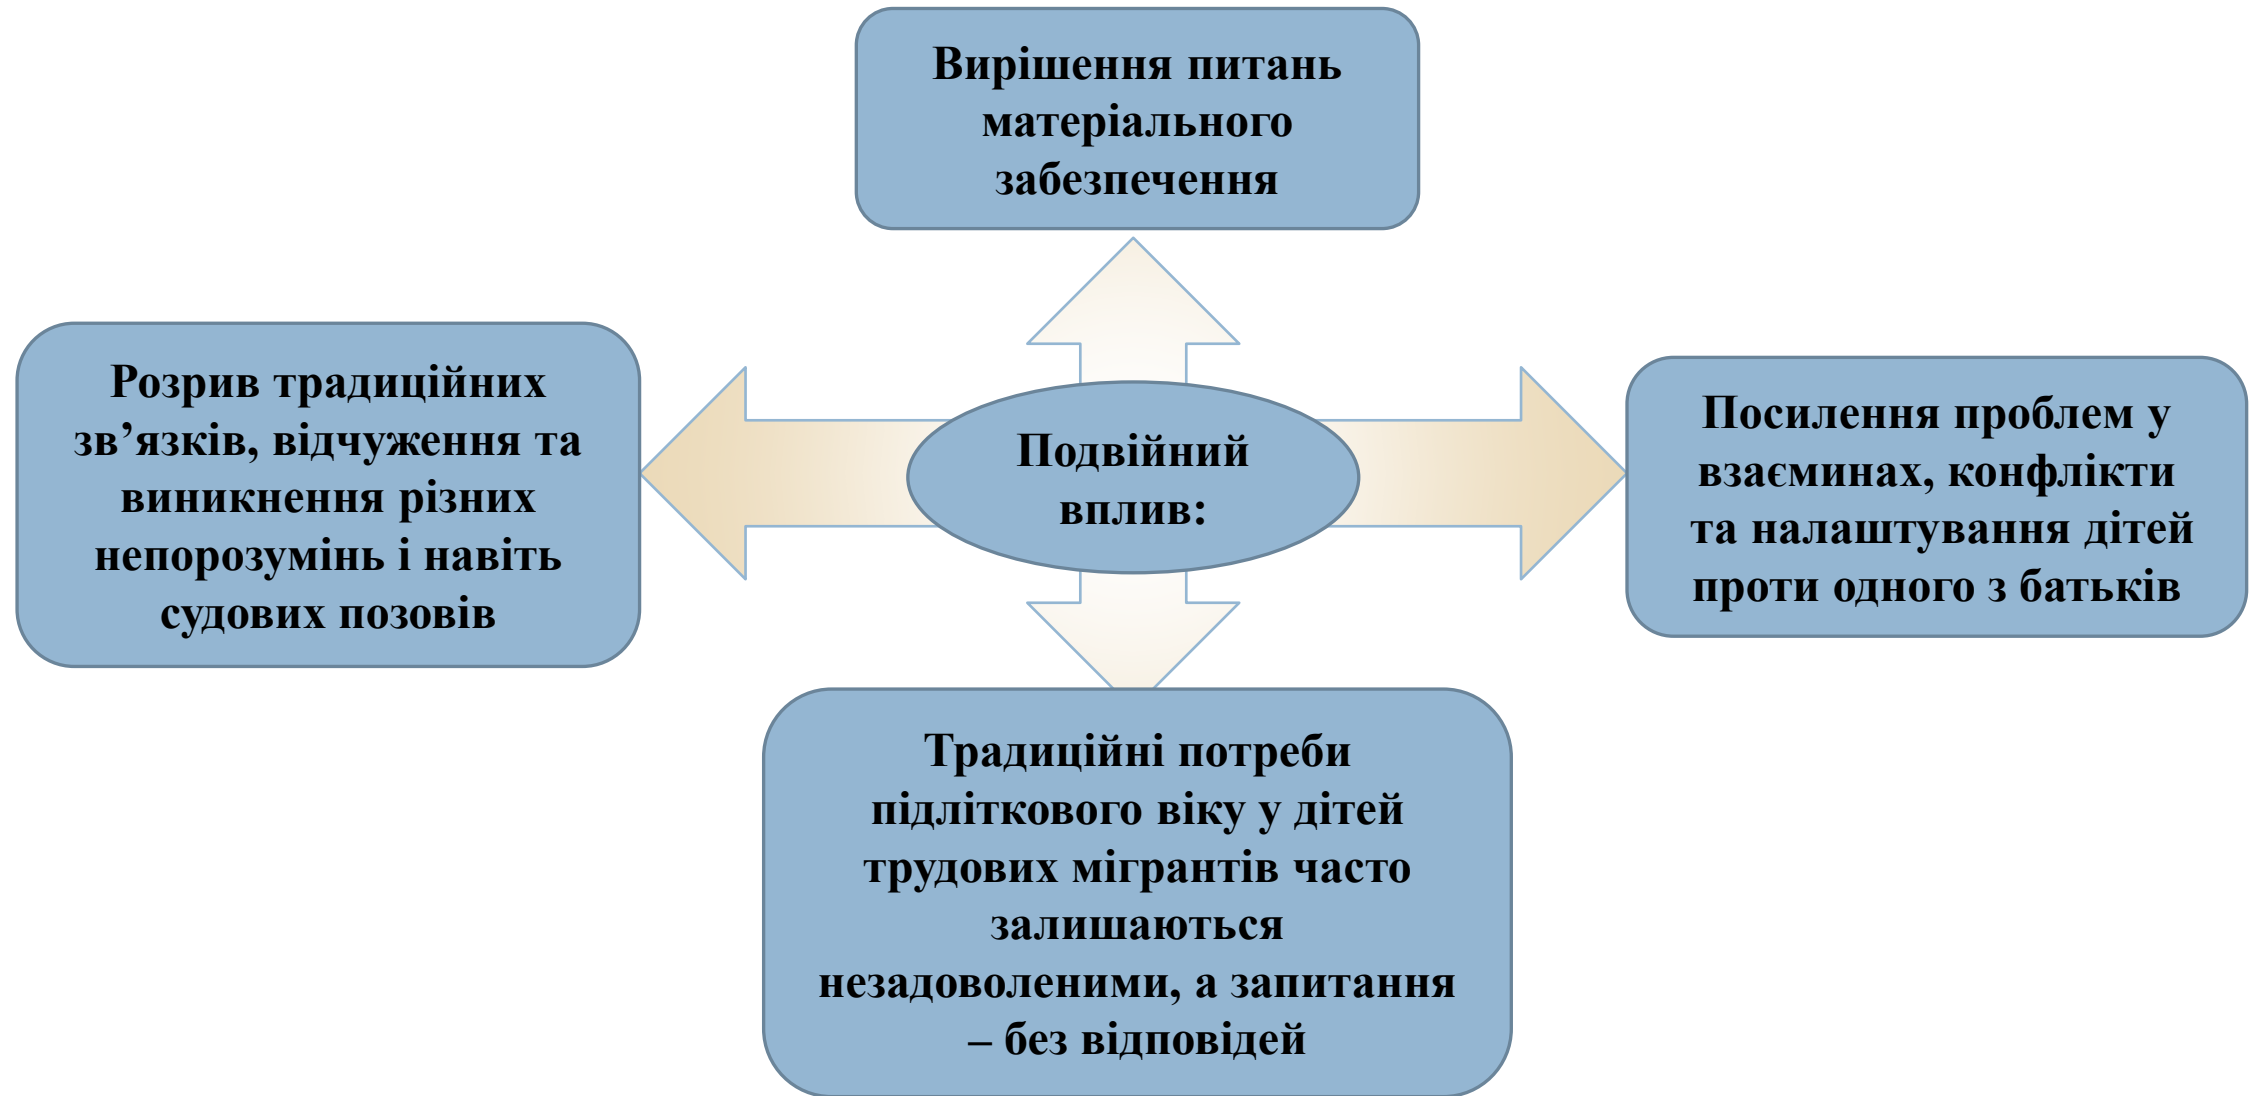 Вирішення питань
матеріального
забезпечення
Розрив традиційних
зв’язків, відчуження та
виникнення різних
непорозумінь і навіть
судових позовів
Подвійний
вплив:
Посилення проблем у
взаєминах, конфлікти
та налаштування дітей
проти одного з батьків
Традиційні потреби
підліткового віку у дітей
трудових мігрантів часто
залишаються
незадоволеними, а запитання
– без відповідей